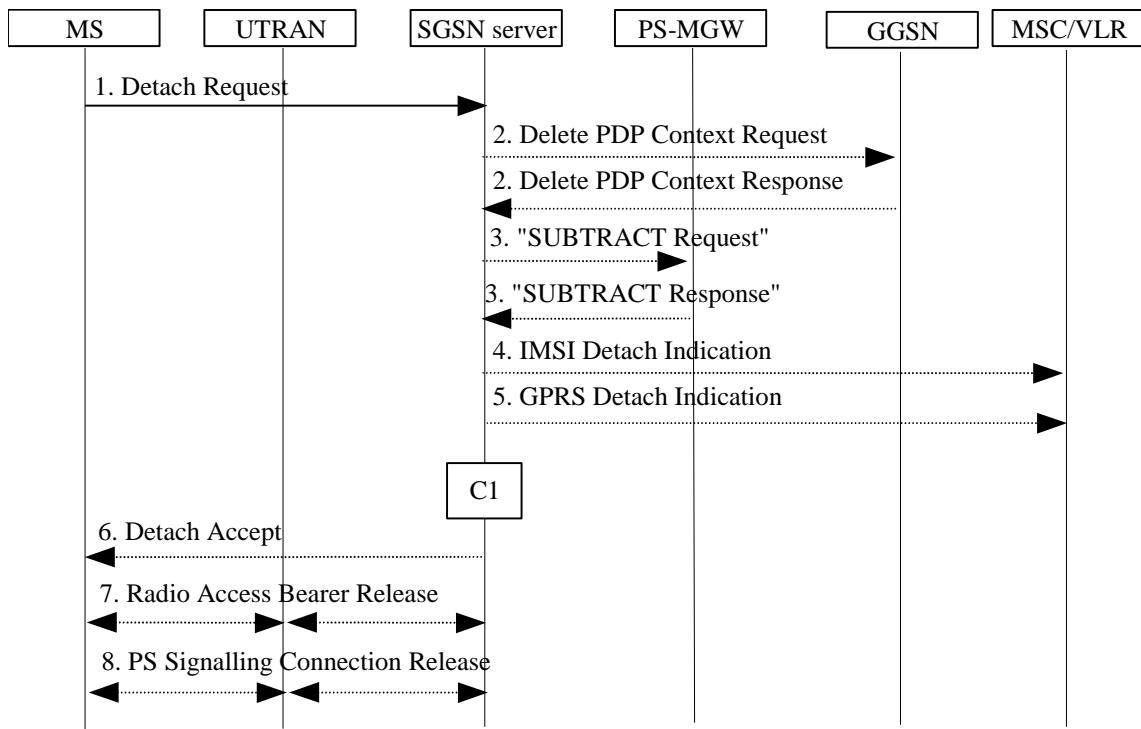 MS UTRAN SGSN server PS-MGW GGSN MSC/VLR
1. Detach Request
2. Delete PDP Context Request
2. Delete PDP Context Response
3. "SUBTRACT Request"
3. "SUBTRACT Response"
4. IMSI Detach Indication
5. GPRS Detach Indication
C1
6. Detach Accept
7. Radio Access Bearer Release
8. PS Signalling Connection Release